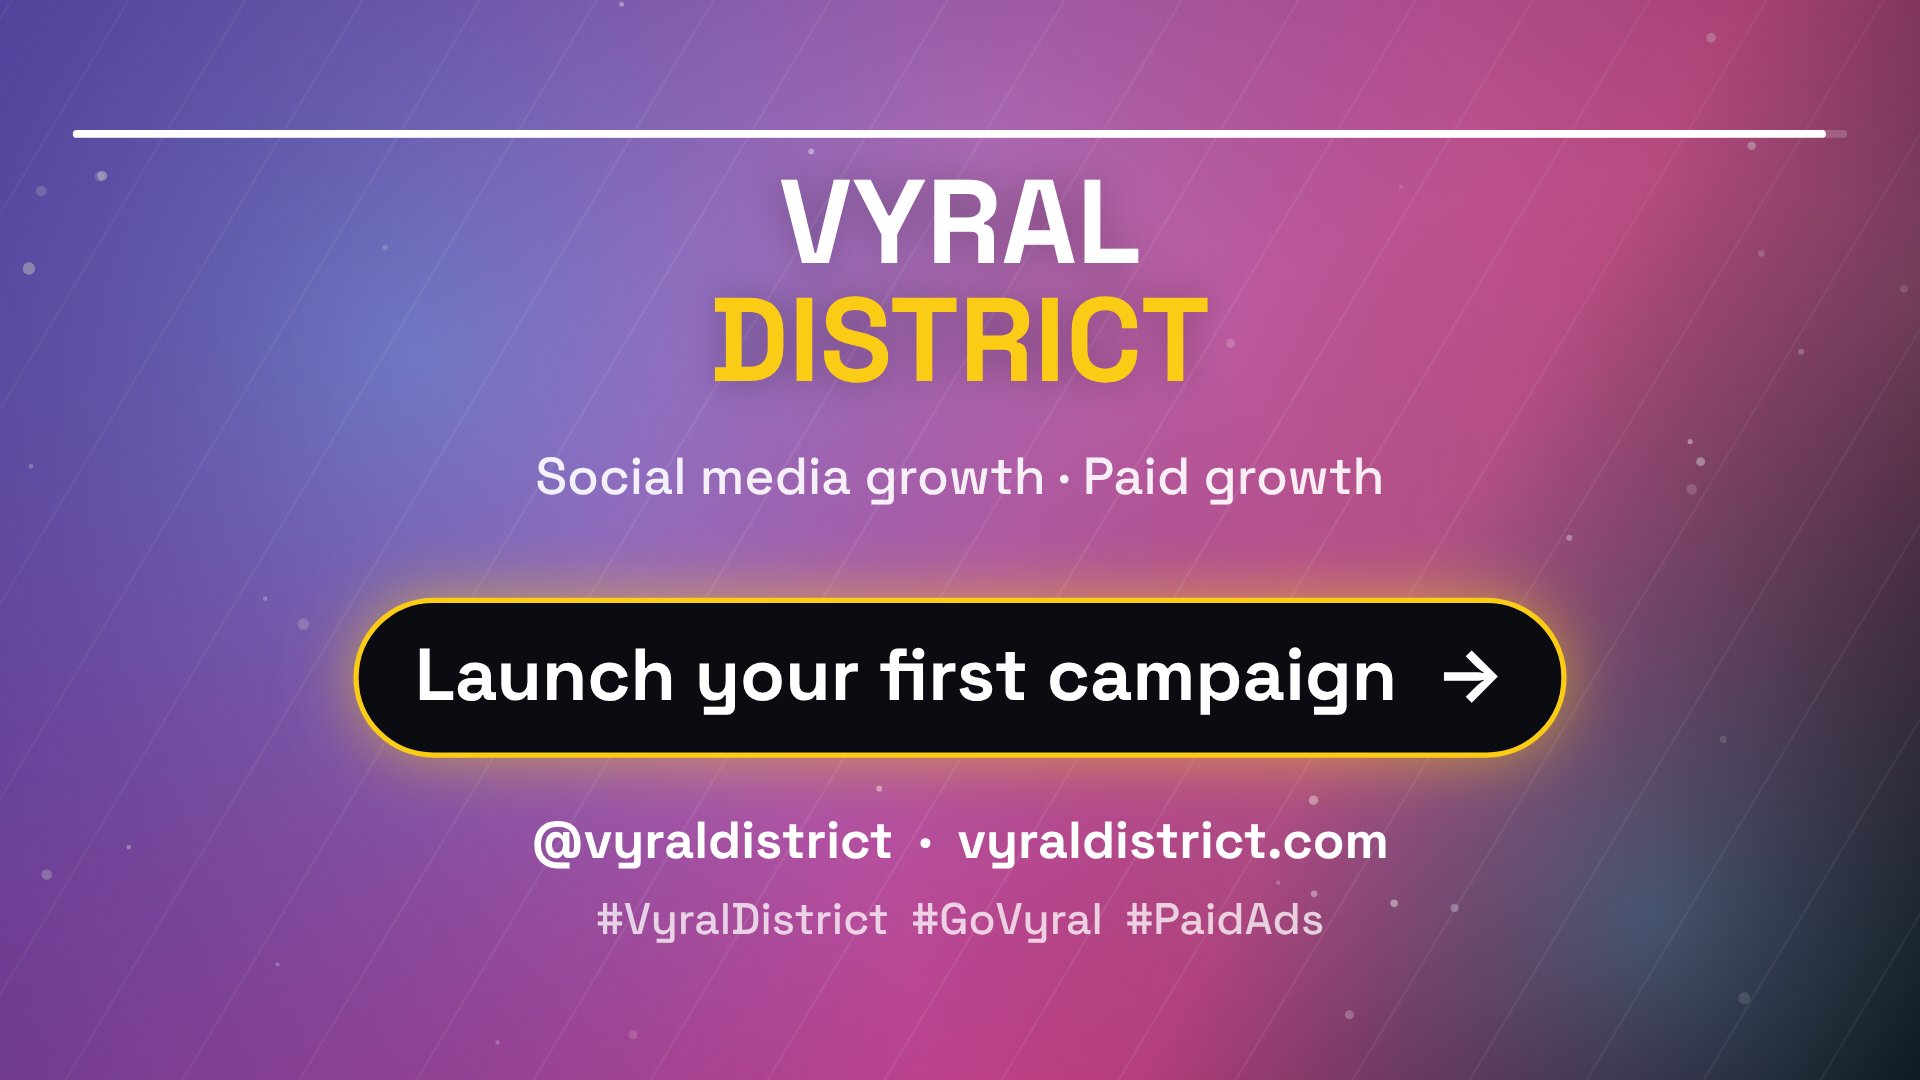 VYRAL
DISTRICT
Social media growth · Paid growth
Launch your first campaign →
@vyraldistrict · vyraldistrict.com
#VyralDistrict #GoVyral #PaidAds